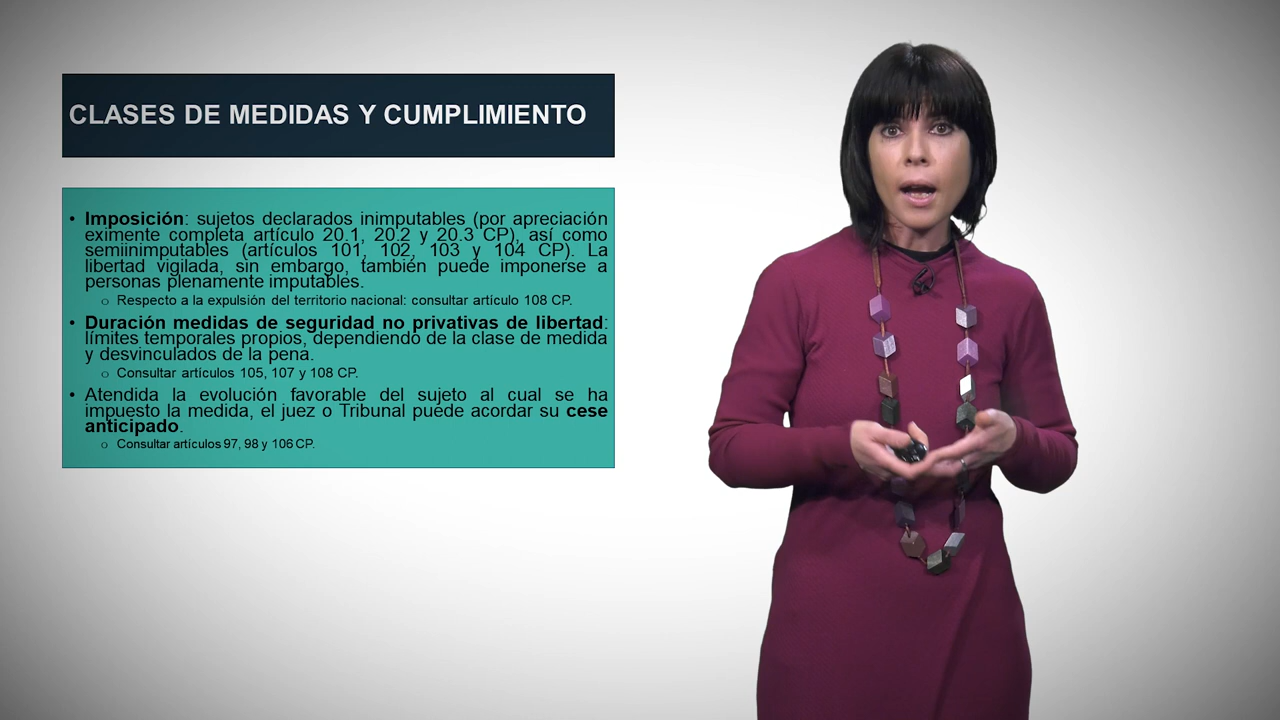 CLASES DE MEDIDAS Y CUMPLIMIENTO
• Imposición: sujetos declarados inimputables (por apreciación
eximente completa artículo 20.1, 20.2 y 20.3 CP), así como
semiinimputables (artículos 101, 102, 103 y 104 CP). La
libertad vigilada, sin embargo, también puede imponerse a
personas plenamente imputables.
o Respecto a la expulsión del territorio nacional: consultar artículo 108 CP.
• Duración medidas de seguridad no privativas de libertad:
límites temporales propios, dependiendo de la clase de medida
y desvinculados de la pena.
o Consultar artículos 105, 107 y 108 CP.
• Atendida la evolución favorable del sujeto al cual se ha
impuesto la medida, el juez o Tribunal puede acordar su cese
anticipado.
o Consultar artículos 97, 98 y 106 CP.